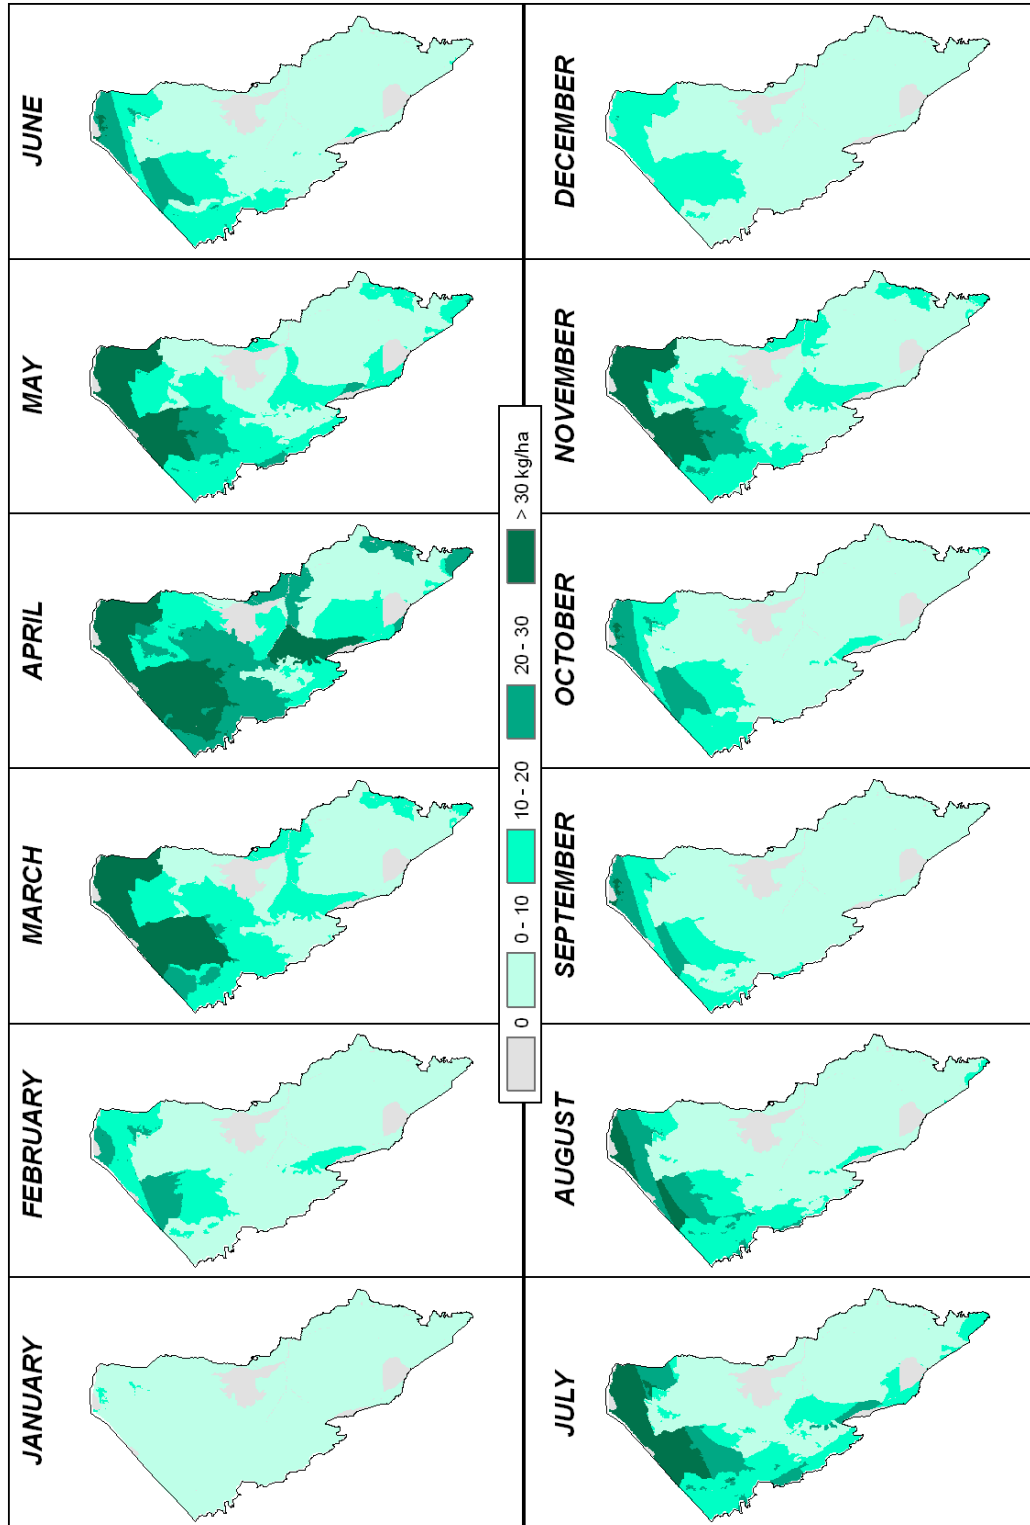 JANUARY
FEBRUARY
MARCH
APRIL
MAY
JUNE
0
0 - 10
10 - 20
20 - 30
> 30 kg/ha
JULY
AUGUST
SEPTEMBER
OCTOBER
NOVEMBER
DECEMBER